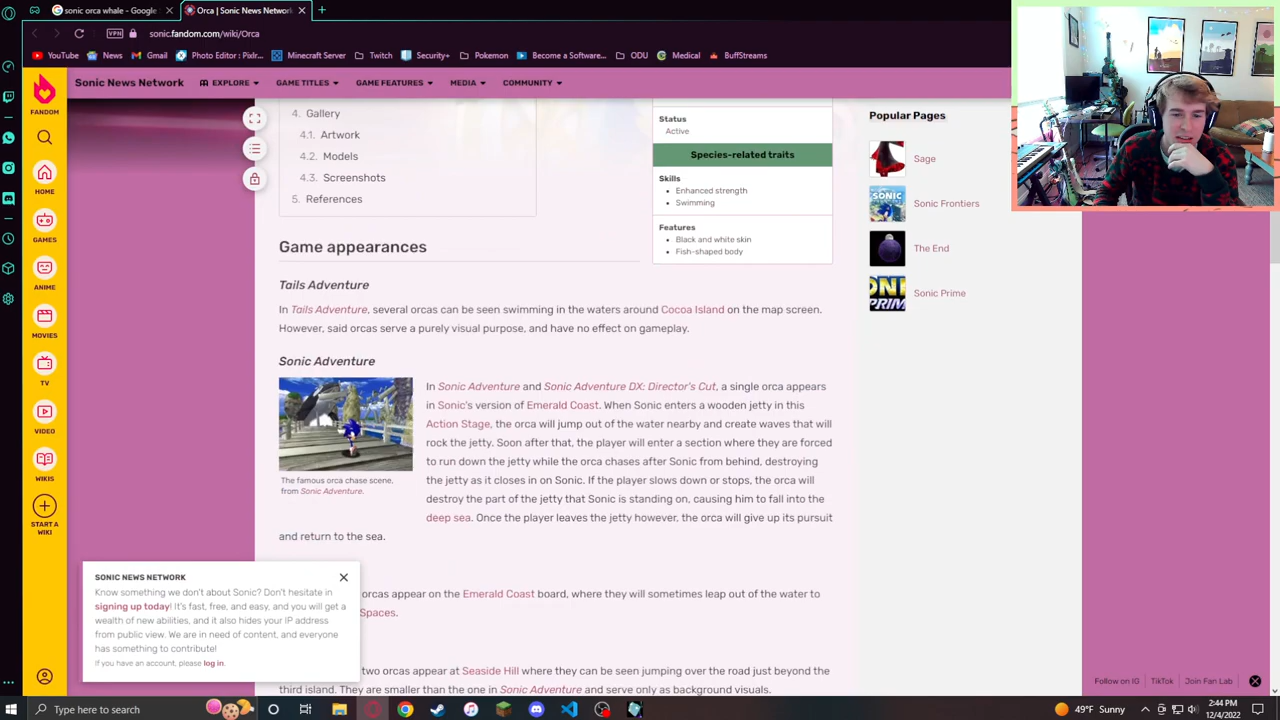 sonic orca whale - Google
Orca | Sonic News Network
VPN
sonic.fandom.com/wiki/Orca
YouTube
News
Gmail
Photo Editor : Pixlr...
Minecraft Server
Twitch
Security+
Pokemon
Become a Software...
ODU
Medical
BuffStreams
FANDOM
HOME
GAMES
ANIME
MOVIES
TV
VIDEO
WIKIS
START A
WIKI
Sonic News Network
EXPLORE
GAME TITLES
GAME FEATURES
MEDIA
COMMUNITY
4. Gallery
4.1. Artwork
4.2. Models
4.3. Screenshots
5. References
Status
Active
Species-related traits
Skills
Enhanced strength
Swimming
Features
Black and white skin
Fish-shaped body
Popular Pages
Sage
SONIC
Sonic Frontiers
The End
PRIME
Sonic Prime
Game appearances
Tails Adventure
In Tails Adventure, several orcas can be seen swimming in the waters around Cocoa Island on the map screen.
However, said orcas serve a purely visual purpose, and have no effect on gameplay.
Sonic Adventure
In Sonic Adventure and Sonic Adventure DX: Director's Cut, a single orca appears
in Sonic's version of Emerald Coast. When Sonic enters a wooden jetty in this
Action Stage, the orca will jump out of the water nearby and create waves that will
rock the jetty. Soon after that, the player will enter a section where they are forced
to run down the jetty while the orca chases after Sonic from behind, destroying
the jetty as it closes in on Sonic. If the player slows down or stops, the orca will
destroy the part of the jetty that Sonic is standing on, causing him to fall into the
deep sea. Once the player leaves the jetty however, the orca will give up its pursuit
and return to the sea.
The famous orca chase scene,
from Sonic Adventure.
orcas appear on the Emerald Coast board, where they will sometimes leap out of the water to
Spaces.
two orcas appear at Seaside Hill where they can be seen jumping over the road just beyond the
third island. They are smaller than the one in Sonic Adventure and serve only as background visuals.
SONIC NEWS NETWORK
Know something we don't about Sonic? Don't hesitate in
signing up today! It's fast, free, and easy, and you will get a
wealth of new abilities, and it also hides your IP address
from public view. We are in need of content, and everyone
has something to contribute!
If you have an account, please log in.
Follow on IG
TikTok
Join Fan Lab
Type here to search
49°F Sunny
2:44 PM
12/4/2022